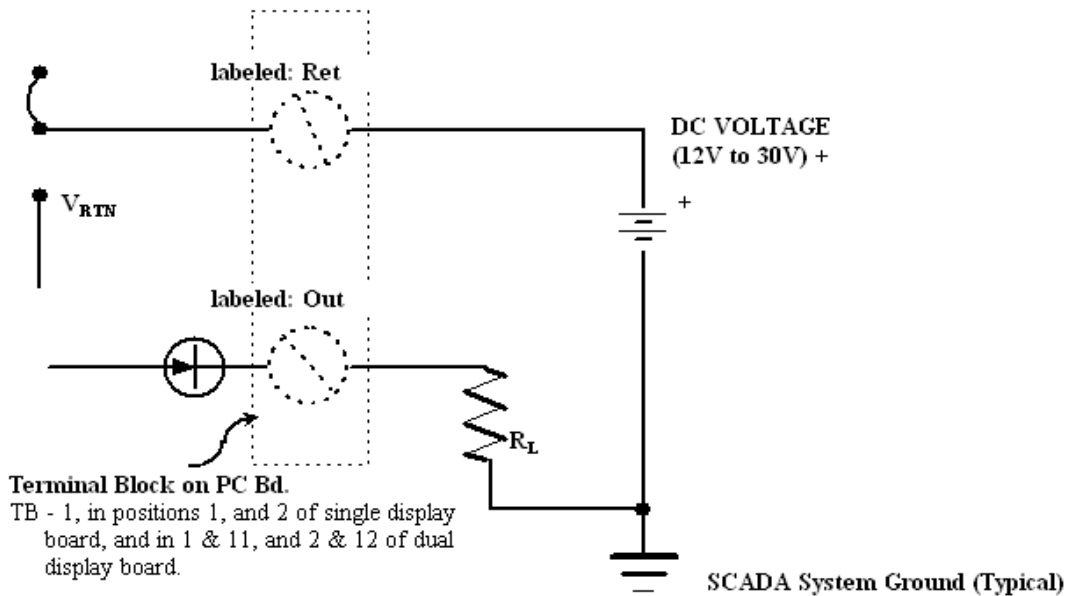 labeled: Ret
DC VOLTAGE
(12V to 30V) +
+
VRTN
labeled: Out
RL
Terminal Block on PC Bd.
TB - 1, in positions 1, and 2 of single display
board, and in 1 & 11, and 2 & 12 of dual
display board.
SCADA System Ground (Typical)